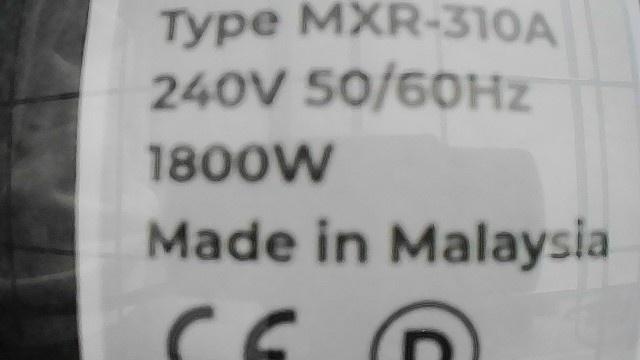 Type MXR-310A
240V 50/60Hz
1800W
Made in Malaysia
CE D